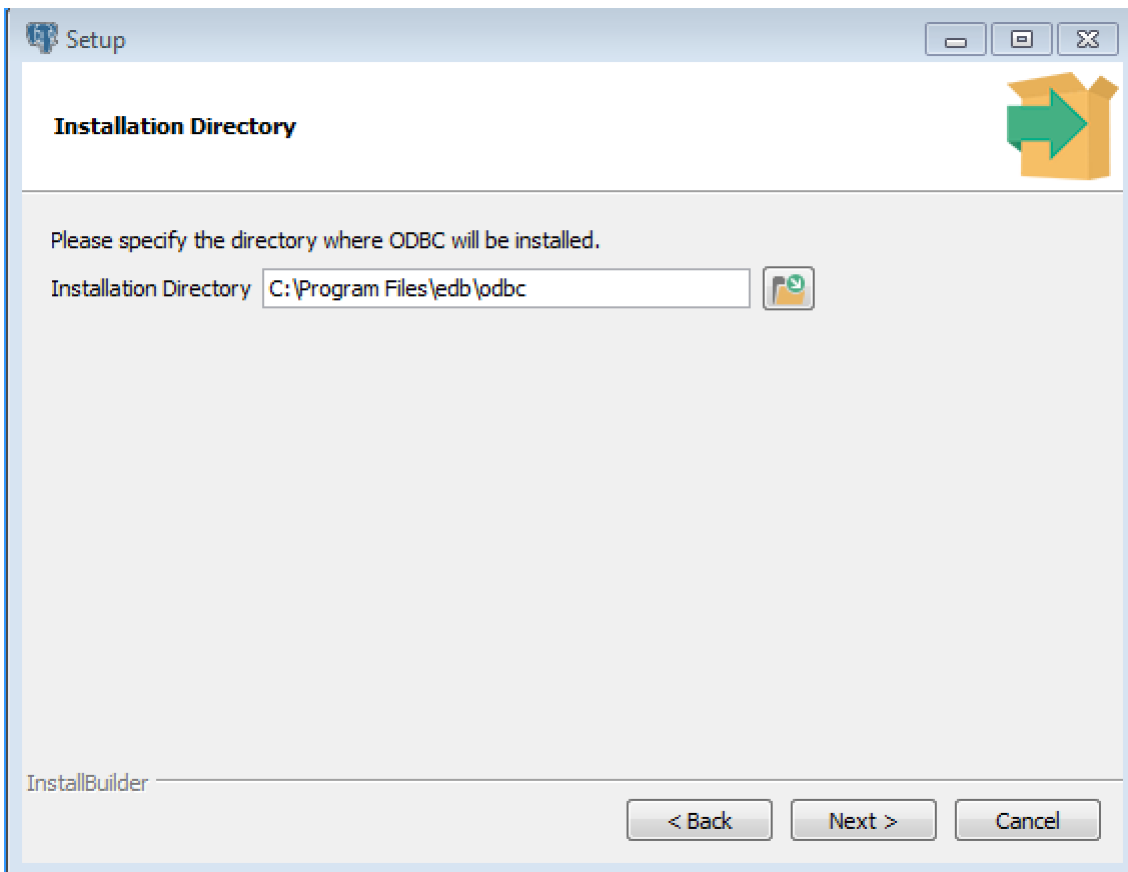 Setup
Installation Directory
Please specify the directory where ODBC will be installed.
Installation Directory C:\Program Files\edb\odbc
InstallBuilder
< Back Next > Cancel